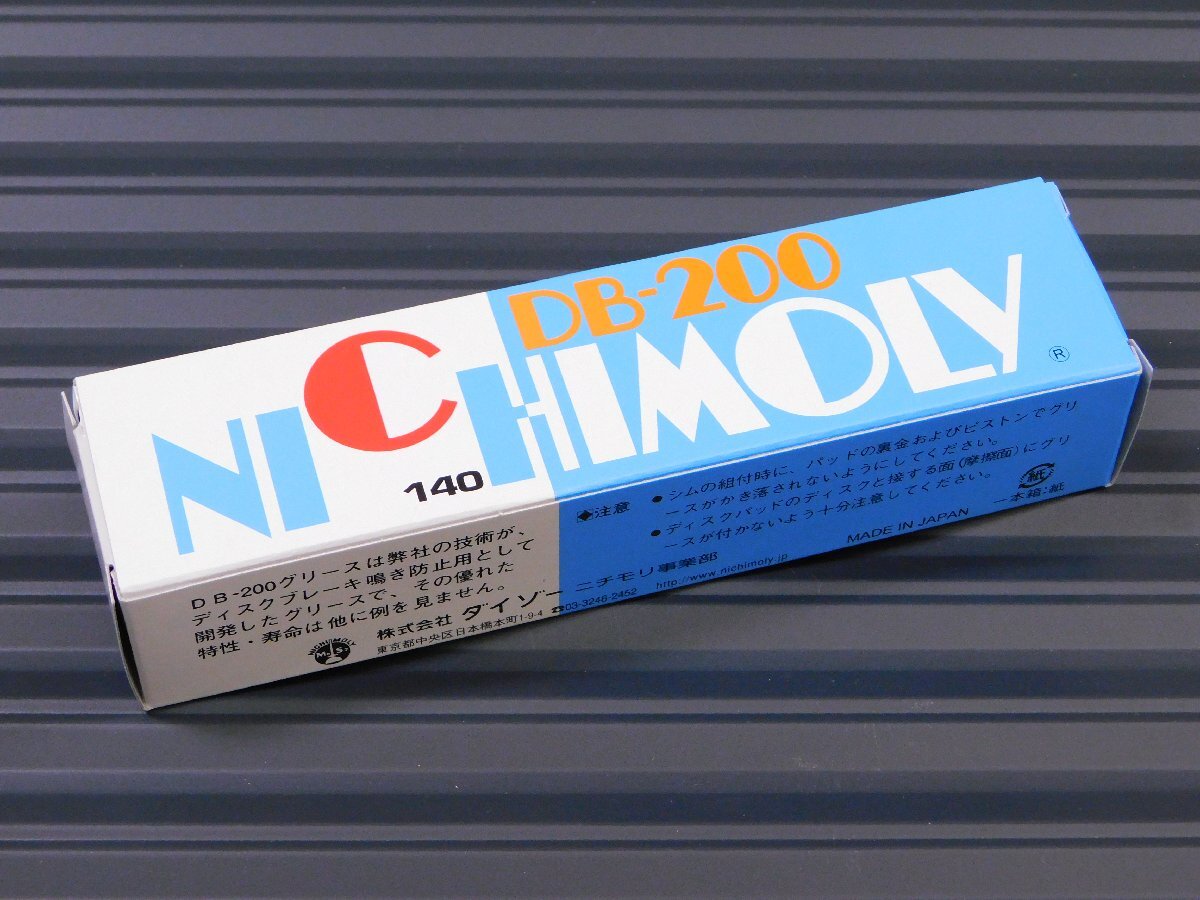 DB-200
NICHIMOLY
®
140
DB-200グリースは弊社の技術が、
ディスクブレーキ鳴き防止用として
開発したグリースで、その優れた
特性・寿命は他に例を見ません。
株式会社 ダイゾー ニチモリ事業部
東京都中央区日本橋本町1-9-4 ☎03-3246-2452
http://www.nichimoly.jp
◈注意
●シムの組付時に、パッドの裏金およびピストンでグリ
ースがかき落されないようにしてください。
●ディスクパッドのディスクと接する面(摩擦面)にグリ
ースが付かないよう十分注意してください。
MADE IN JAPAN
紙
一本箱:紙